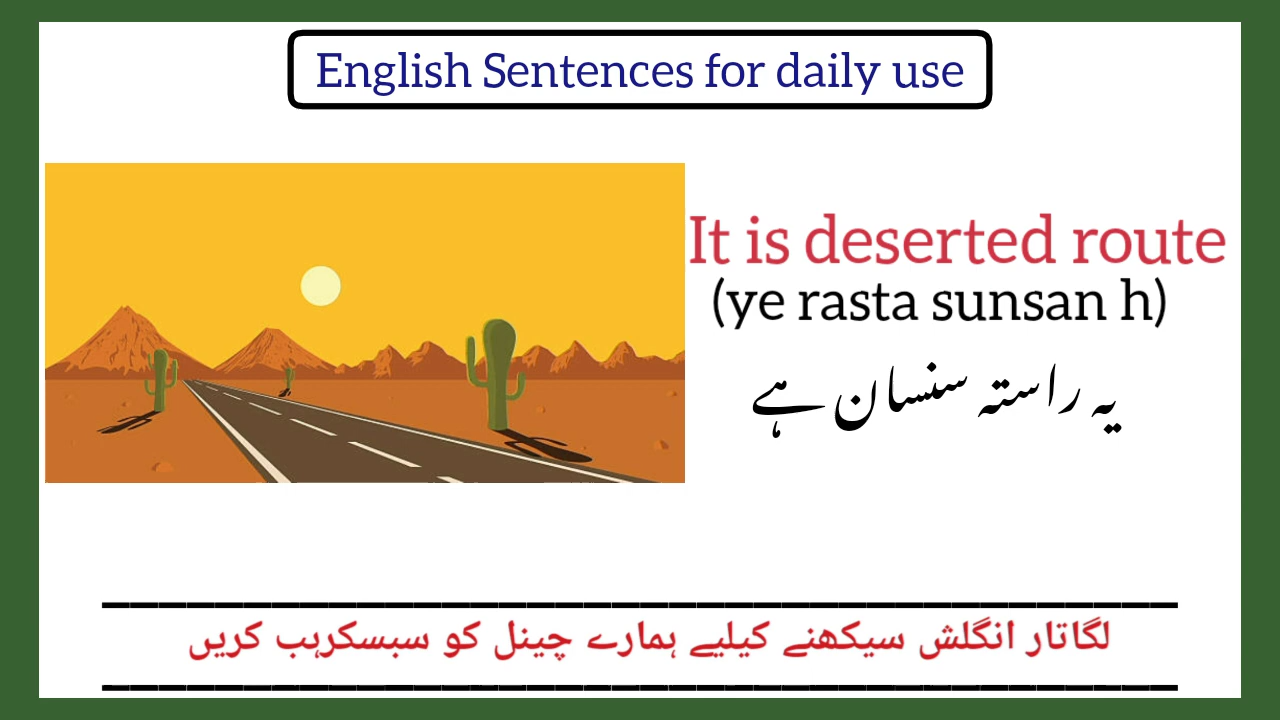 English Sentences for daily use
It is deserted route
(ye rasta sunsan h)
یہ راستہ سنسان ہے
لگاتار انگلش سیکھنے کیلیے ہمارے چینل کو سبسکرہب کریں